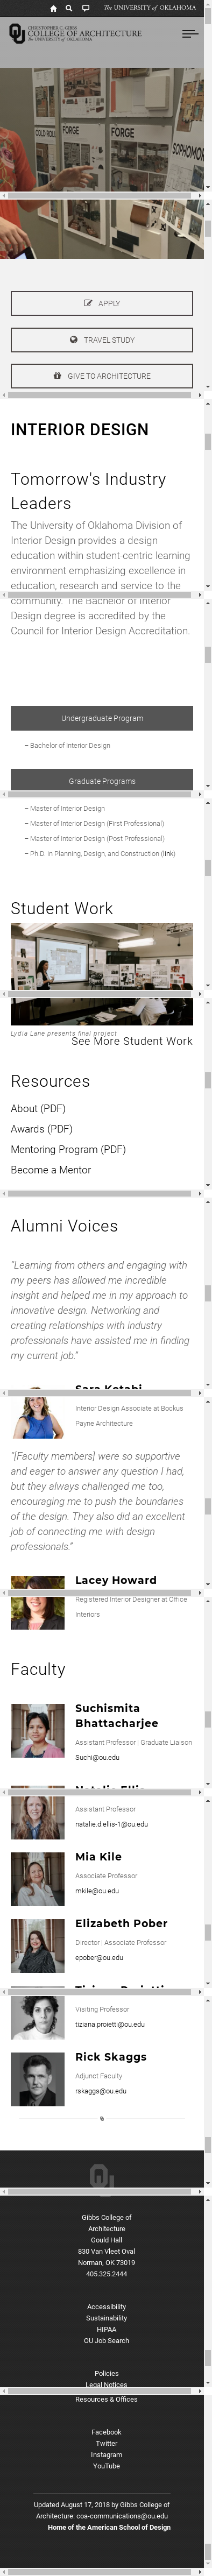 The UNIVERSITY of OKLAHOMA
CHRISTOPHER C. GIBBS
COLLEGE OF ARCHITECTURE
The UNIVERSITY of OKLAHOMA
FORGE
FORGE
APPLY
TRAVEL STUDY
GIVE TO ARCHITECTURE
INTERIOR DESIGN
Tomorrow's Industry
Leaders
The University of Oklahoma Division of
Interior Design provides a design
education within student-centric learning
environment emphasizing excellence in
education, research and service to the
community. The Bachelor of Interior
Design degree is accredited by the
Council for Interior Design Accreditation.
Undergraduate Program
– Bachelor of Interior Design
Graduate Programs
– Master of Interior Design
– Master of Interior Design (First Professional)
– Master of Interior Design (Post Professional)
– Ph.D. in Planning, Design, and Construction (link)
Student Work
Lydia Lane presents final project
See More Student Work
Resources
About (PDF)
Awards (PDF)
Mentoring Program (PDF)
Become a Mentor
Alumni Voices
“Learning from others and engaging with
my peers has allowed me incredible
insight and helped me in my approach to
innovative design. Networking and
creating relationships with industry
professionals have assisted me in finding
my current job.”
Sara Ketabi
Interior Design Associate at Bockus
Payne Architecture
“[Faculty members] were so supportive
and eager to answer any question I had,
but they always challenged me too,
encouraging me to push the boundaries
of the design. They also did an excellent
job of connecting me with design
professionals.”
Lacey Howard
Registered Interior Designer at Office
Interiors
Faculty
Suchismita
Bhattacharjee
Assistant Professor | Graduate Liaison
Suchi@ou.edu
Natalie Ellis
Assistant Professor
natalie.d.ellis-1@ou.edu
Mia Kile
Associate Professor
mkile@ou.edu
Elizabeth Pober
Director | Associate Professor
epober@ou.edu
Tiziana Proietti
Visiting Professor
tiziana.proietti@ou.edu
Rick Skaggs
Adjunct Faculty
rskaggs@ou.edu
Gibbs College of
Architecture
Gould Hall
830 Van Vleet Oval
Norman, OK 73019
405.325.2444
Accessibility
Sustainability
HIPAA
OU Job Search
Policies
Legal Notices
Resources & Offices
Facebook
Twitter
Instagram
YouTube
Updated August 17, 2018 by Gibbs College of
Architecture: coa-communications@ou.edu
Home of the American School of Design